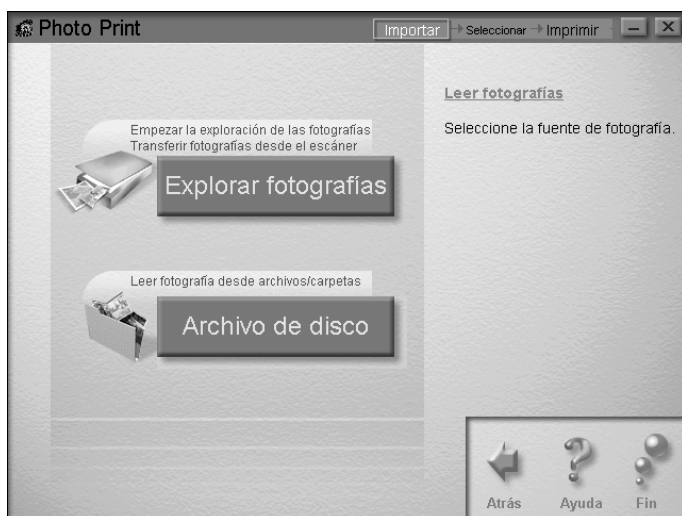 Photo Print
Importar Seleccionar Imprimir
Leer fotografías
Seleccione la fuente de fotografía.
Empezar la exploración de las fotografías
Transferir fotografías desde el escáner
Explorar fotografías
Leer fotografía desde archivos/carpetas
Archivo de disco
Atrás Ayuda Fin